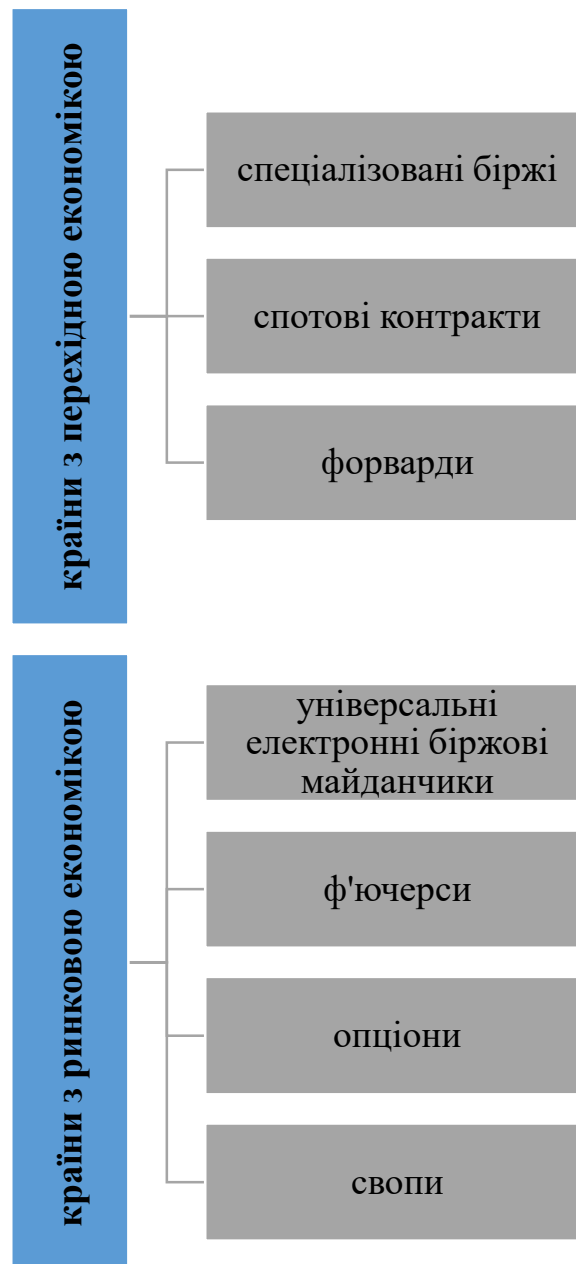 країни з перехідною економікою
спеціалізовані біржі
спотові контракти
форварди
країни з ринковою економікою
універсальні
електронні біржові
майданчики
ф'ючерси
опціони
свопи